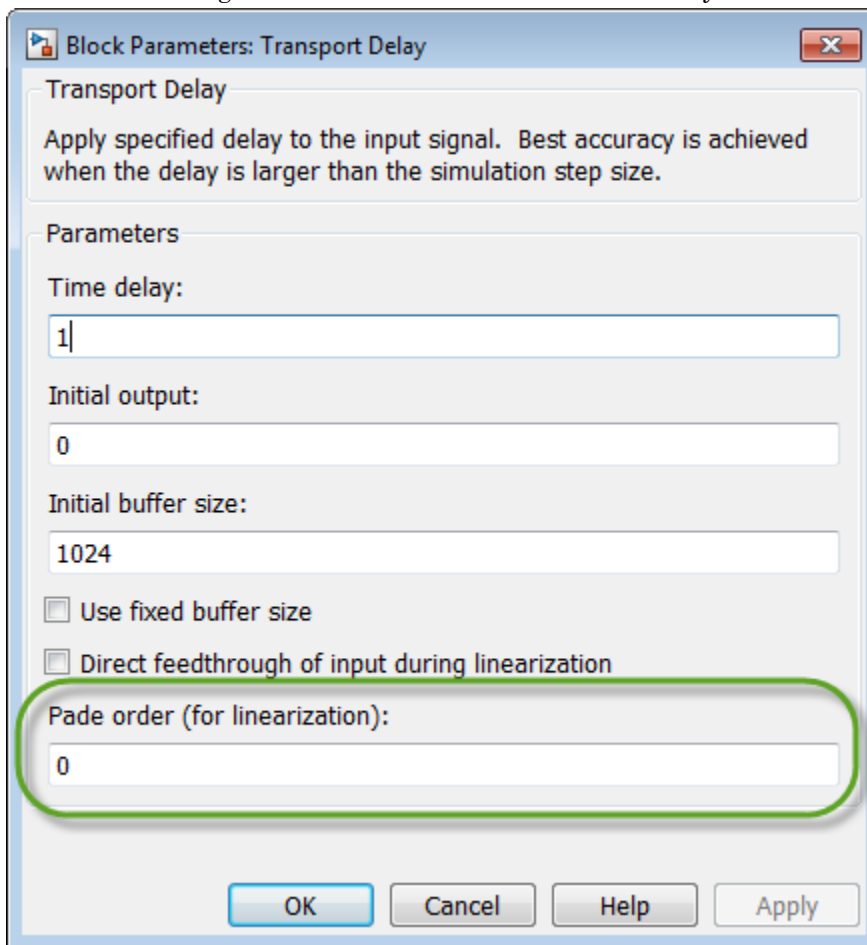 Block Parameters: Transport Delay
Transport Delay
Apply specified delay to the input signal.  Best accuracy is achieved
when the delay is larger than the simulation step size.
Parameters
Time delay:
1
Initial output:
0
Initial buffer size:
1024
Use fixed buffer size
Direct feedthrough of input during linearization
Pade order (for linearization):
0
OK Cancel Help Apply